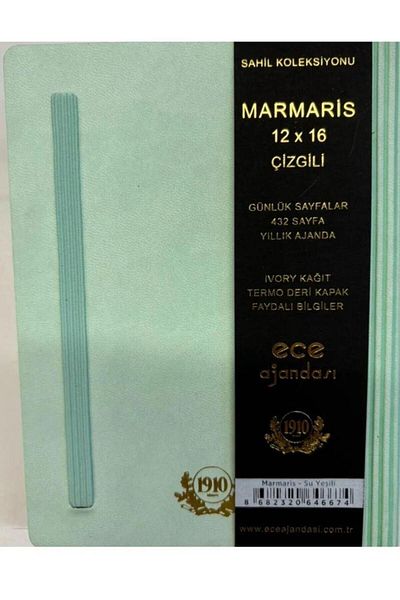 SAHİL KOLEKSİYONU
MARMARİS
12 x 16
ÇİZGİLİ
GÜNLÜK SAYFALAR
432 SAYFA
YILLIK AJANDA
IVORY KAĞIT
TERMO DERİ KAPAK
FAYDALI BİLGİLER
ece
ajandası
1910
1910
Marmaris - Su Yeşili
8 682320 646674
www.eceajandasi.com.tr